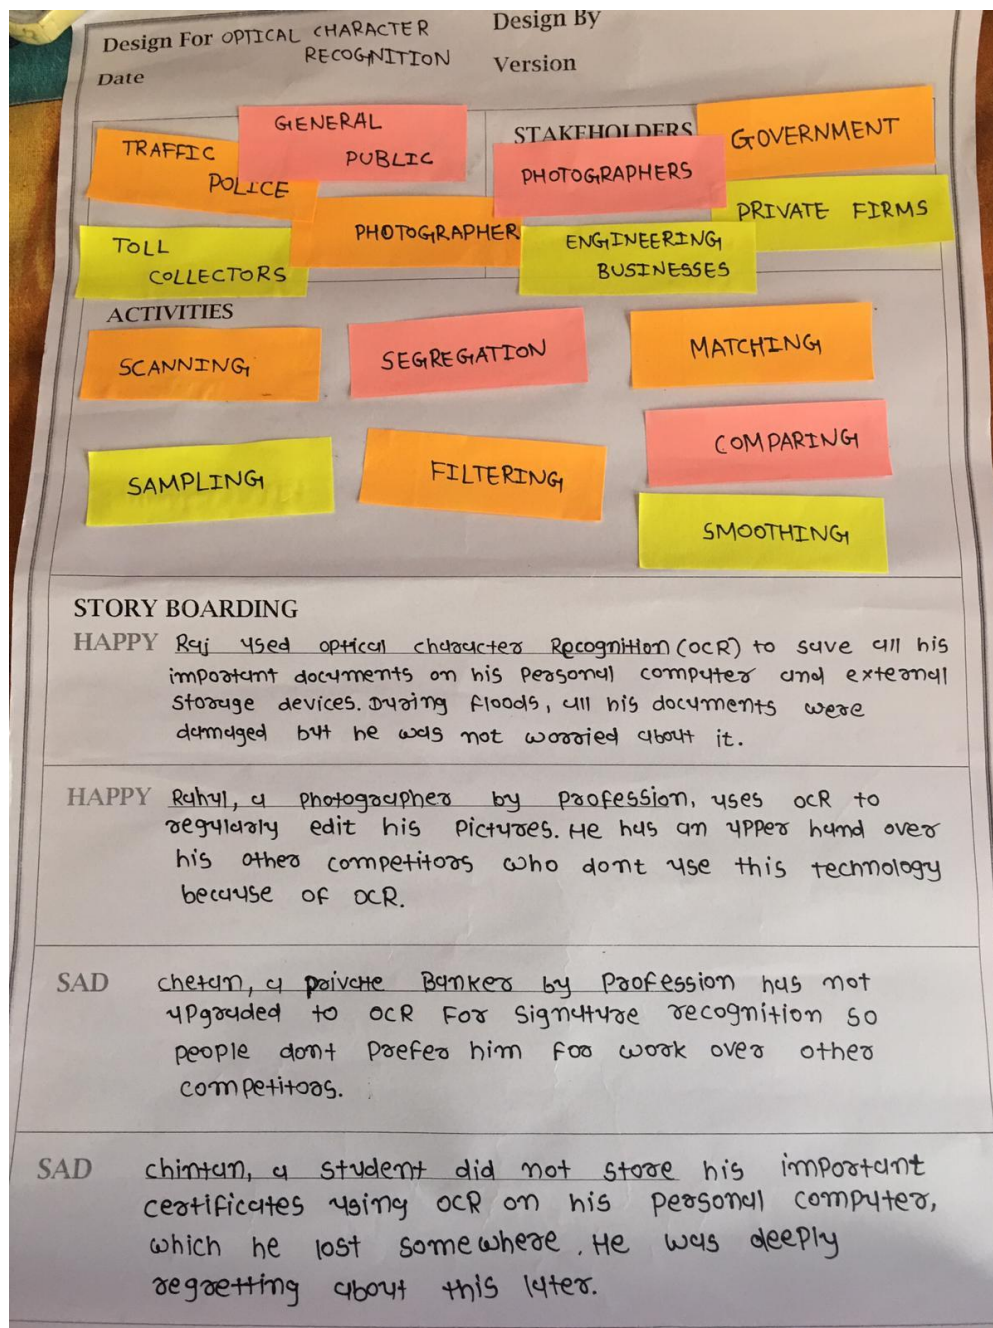 Design For OPTICAL CHARACTER
RECOGNITION
Date
Design By
Version
GENERAL
PUBLIC
TRAFFIC
POLICE
PHOTOGRAPHER
TOLL
COLLECTORS
STAKEHOLDERS
GOVERNMENT
PHOTOGRAPHERS
PRIVATE FIRMS
ENGINEERING
BUSINESSES
ACTIVITIES
SCANNING
SEGREGATION
MATCHING
COMPARING
SAMPLING
FILTERING
SMOOTHING
STORY BOARDING
HAPPY Raj used optical character Recognition (OCR) to save all his
important documents on his Personal computer and external
storage devices. During floods, all his documents were
damaged but he was not worried about it.
HAPPY Rahul, a photographer by Profession, uses OCR to
regularly edit his Pictures. He has an upper hand over
his other competitors who dont use this technology
because of OCR.
SAD chetan, a private Banker by Profession has not
upgraded to OCR For signature recognition so
people dont Prefer him for work over other
competitors.
SAD chintan, a student did not store his important
certificates using OCR on his Personal computer,
which he lost somewhere. He was deeply
regretting about this later.